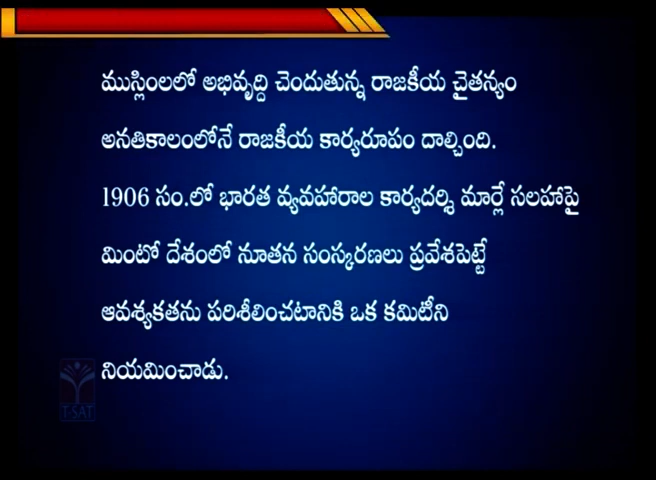 ముస్లింలలో అభివృద్ది చెందుతున్న రాజకీయ చైతన్యం
అనతికాలంలోనే రాజకీయ కార్యరూపం దాల్చింది.
1906 సం.లో భారత వ్యవహారాల కార్యదర్శి మార్లే సలహాపై
మింటో దేశంలో నూతన సంస్కరణలు ప్రవేశపెట్టే
ఆవశ్యకతను పరిశీలించటానికి ఒక కమిటీని
నియమించాడు.
T-SAT